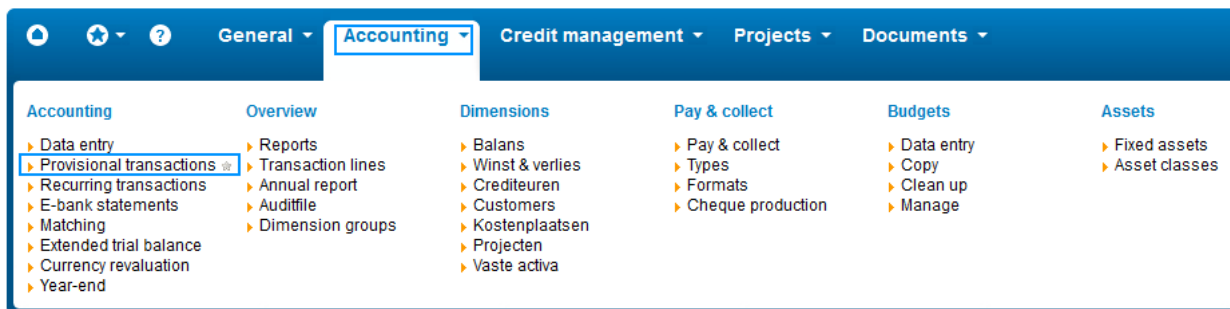 General Accounting Credit management Projects Documents
Accounting
Data entry
Provisional transactions
Recurring transactions
E-bank statements
Matching
Extended trial balance
Currency revaluation
Year-end
Overview
Reports
Transaction lines
Annual report
Auditfile
Dimension groups
Dimensions
Balans
Winst & verlies
Crediteuren
Customers
Kostenplaatsen
Projecten
Vaste activa
Pay & collect
Pay & collect
Types
Formats
Cheque production
Budgets
Data entry
Copy
Clean up
Manage
Assets
Fixed assets
Asset classes